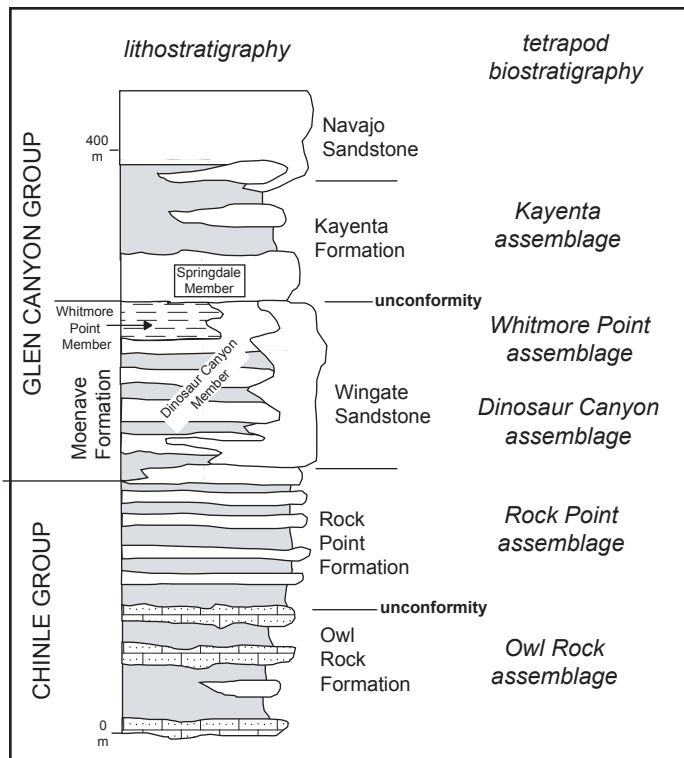 lithostratigraphy
tetrapod
biostratigraphy
GLEN CANYON GROUP
400
m
Navajo
Sandstone
Kayenta
Formation
Kayenta
assemblage
Springdale
Member
unconformity
Whitmore
Point
Member
Whitmore Point
assemblage
Moenave
Formation
Dinosaur Canyon
Member
Wingate
Sandstone
Dinosaur Canyon
assemblage
CHINLE GROUP
Rock
Point
Formation
Rock Point
assemblage
unconformity
Owl
Rock
Formation
Owl Rock
assemblage
0
m